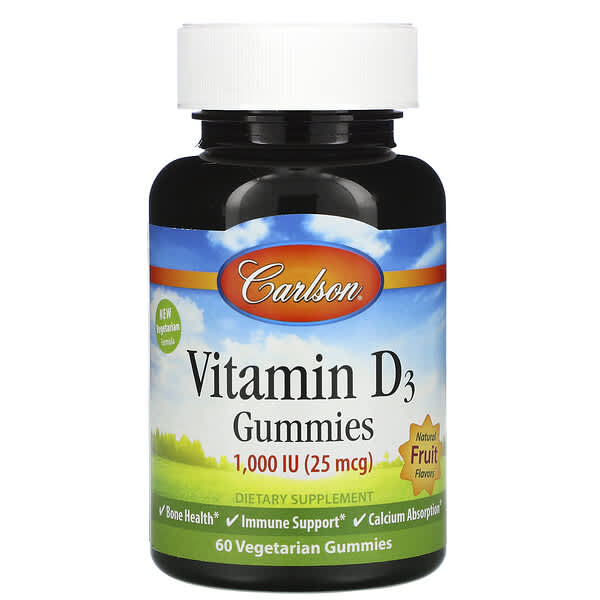 Carlson®
NEW
Vegetarian
Formula
Vitamin D3
Gummies
1,000 IU (25 mcg)
Natural
Fruit
Flavors
DIETARY SUPPLEMENT
✓ Bone Health* ✓ Immune Support* ✓ Calcium Absorption*
60 Vegetarian Gummies